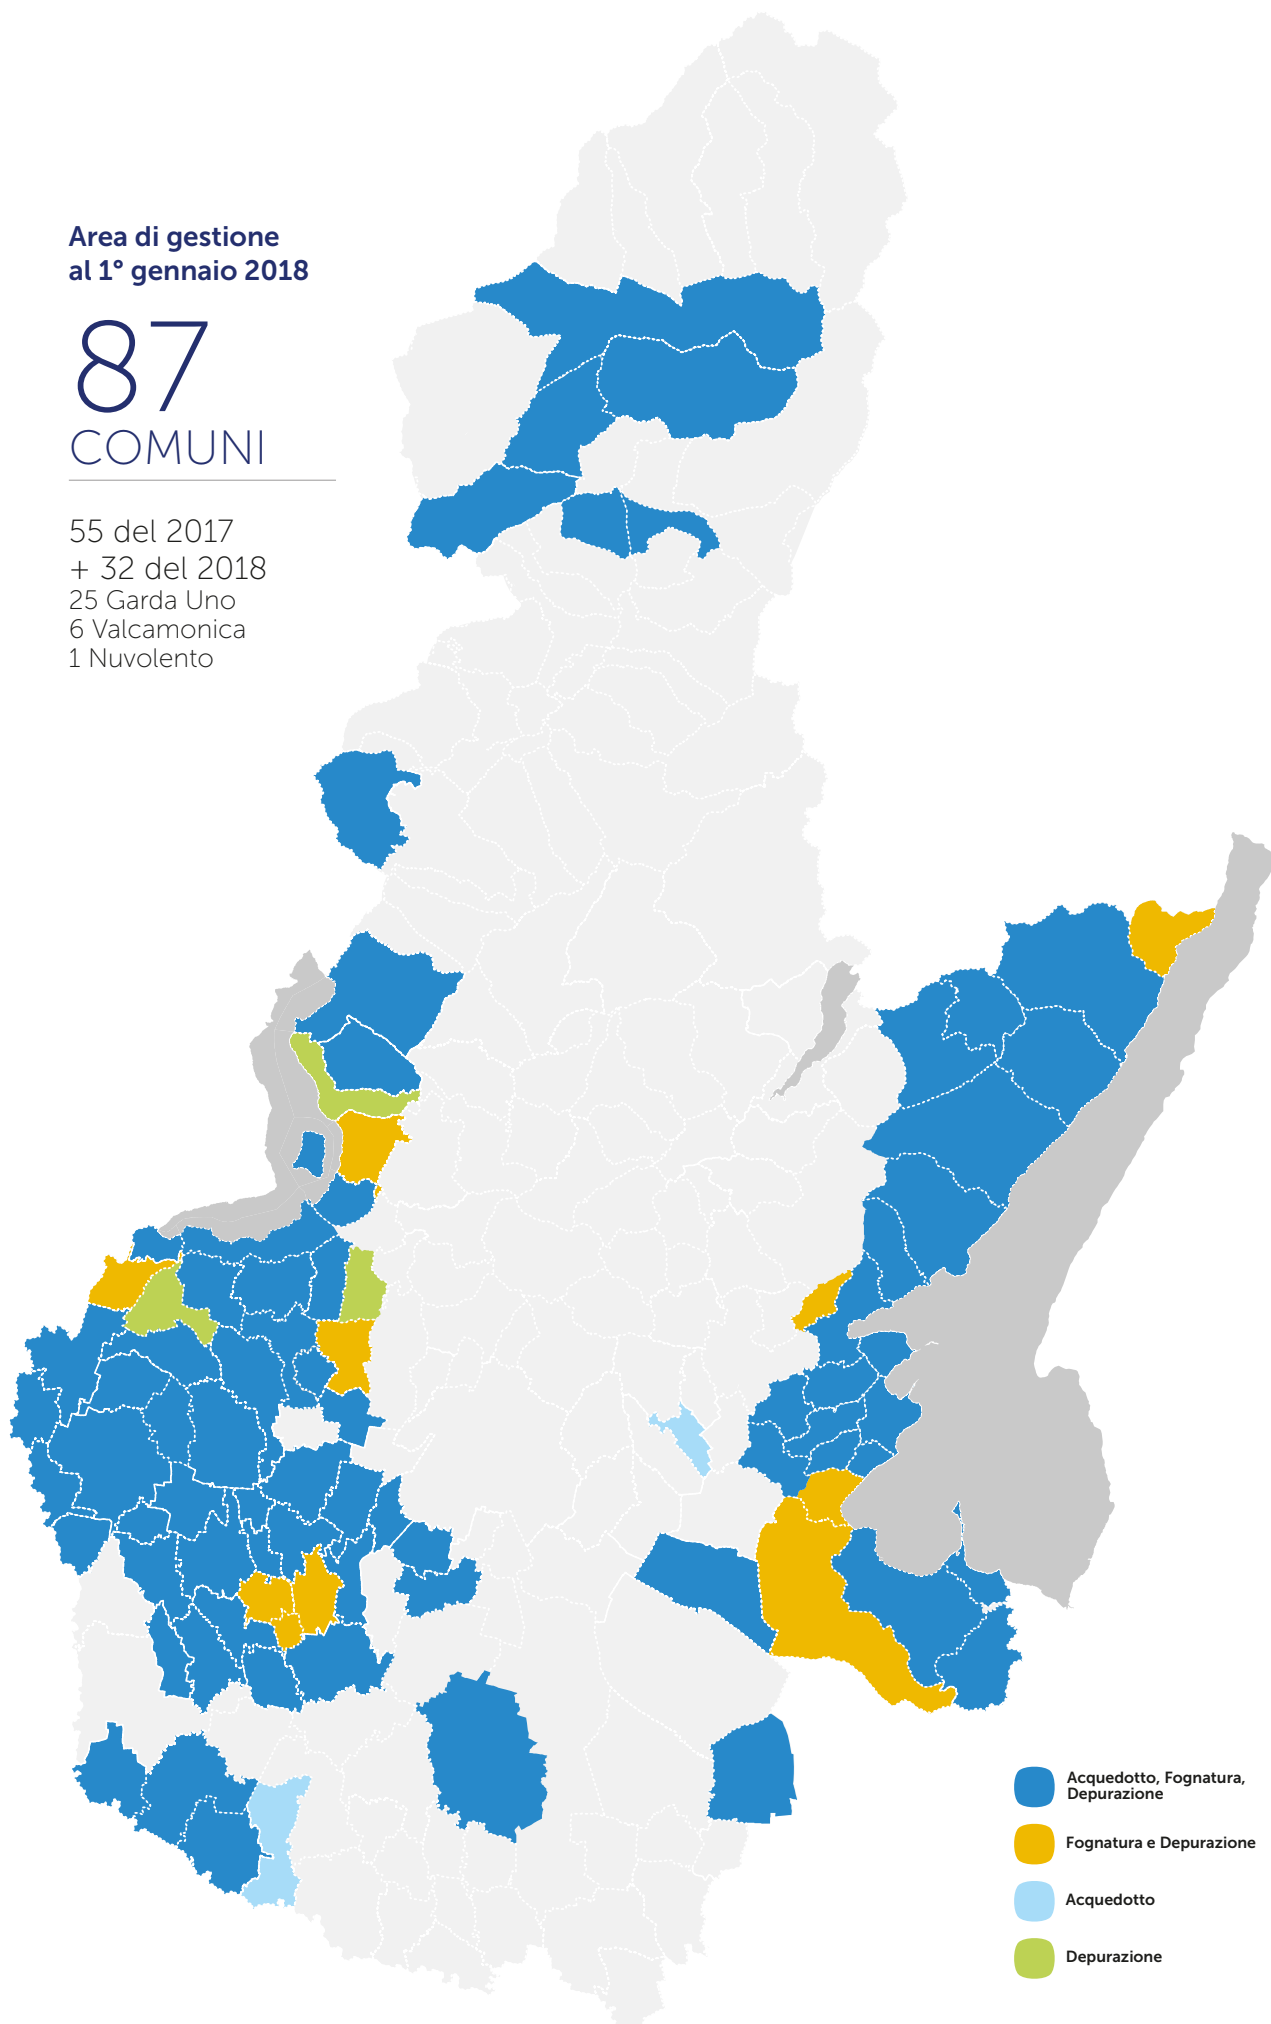 Area di gestione
al 1° gennaio 2018
87
COMUNI
55 del 2017
+ 32 del 2018
25 Garda Uno
6 Valcamonica
1 Nuvolento
Acquedotto, Fognatura,
Depurazione
Fognatura e Depurazione
Acquedotto
Depurazione